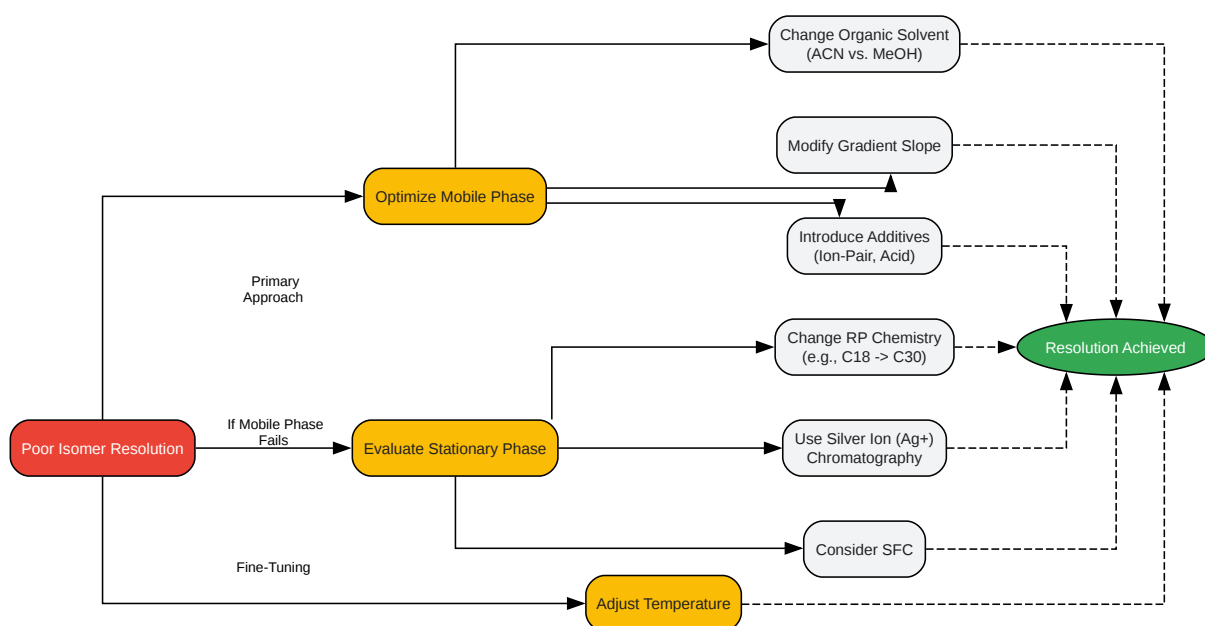 Change Organic Solvent
(ACN vs. MeOH)
Modify Gradient Slope
Optimize Mobile Phase
Introduce Additives
(Ion-Pair, Acid)
Primary
Approach
Change RP Chemistry
(e.g., C18 -> C30)
Resolution Achieved
If Mobile Phase
Fails
Poor Isomer Resolution
Evaluate Stationary Phase
Use Silver Ion (Ag+)
Chromatography
Consider SFC
Fine-Tuning
Adjust Temperature